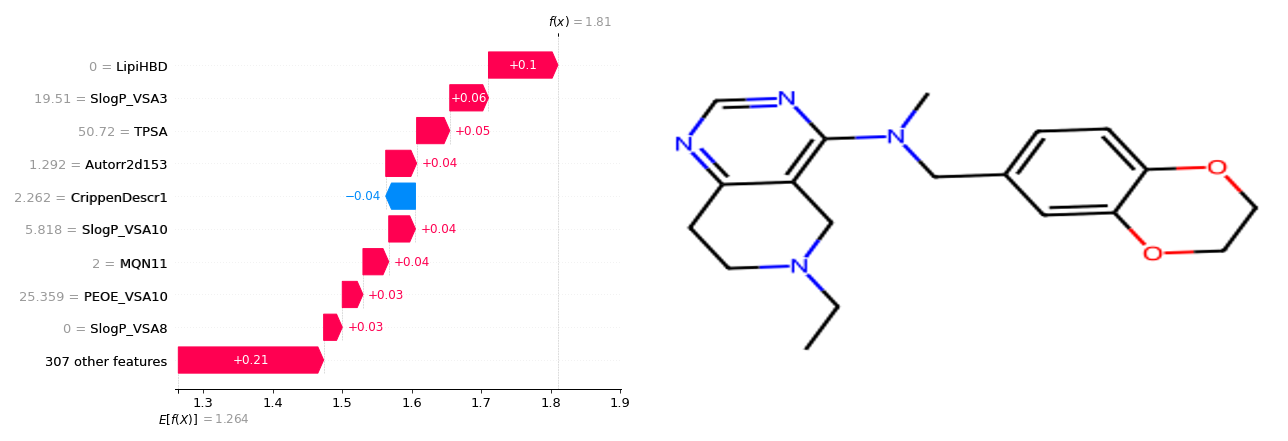 f(x) = 1.81
0 = LipiHBD
+0.1
19.51 = SlogP_VSA3
+0.06
50.72 = TPSA
+0.05
1.292 = Autorr2d153
+0.04
2.262 = CrippenDescr1
−0.04
5.818 = SlogP_VSA10
+0.04
2 = MQN11
+0.04
25.359 = PEOE_VSA10
+0.03
0 = SlogP_VSA8
+0.03
307 other features
+0.21
1.3 1.4 1.5 1.6 1.7 1.8 1.9
E[f(X)] = 1.264
N
N
N
N
O
O